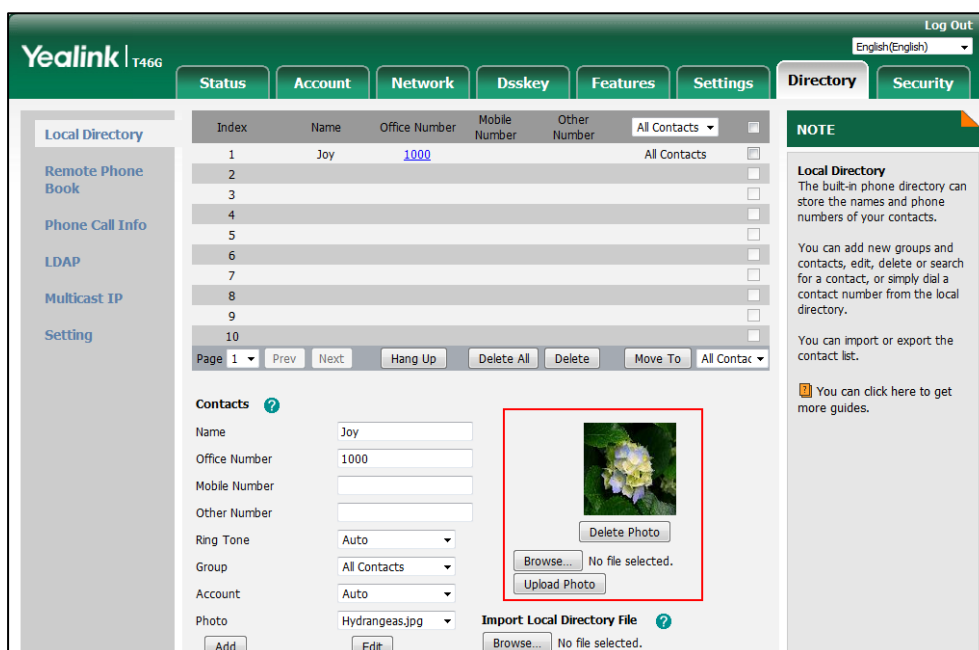 Log Out
Yealink | T46G
English(English)
Status Account Network Dsskey Features Settings Directory Security
Local Directory
Remote Phone
Book
Phone Call Info
LDAP
Multicast IP
Setting
Index Name Office Number Mobile Number Other Number All Contacts
1 Joy 1000 All Contacts
2
3
4
5
6
7
8
9
10
Page 1 Prev Next Hang Up Delete All Delete Move To All Contac
Contacts ?
Name Joy
Office Number 1000
Mobile Number
Other Number
Ring Tone Auto
Group All Contacts
Account Auto
Photo Hydrangeas.jpg
Add Edit
Delete Photo
Browse... No file selected.
Upload Photo
Import Local Directory File ?
Browse... No file selected.
NOTE
Local Directory
The built-in phone directory can
store the names and phone
numbers of your contacts.
You can add new groups and
contacts, edit, delete or search
for a contact, or simply dial a
contact number from the local
directory.
You can import or export the
contact list.
? You can click here to get
more guides.